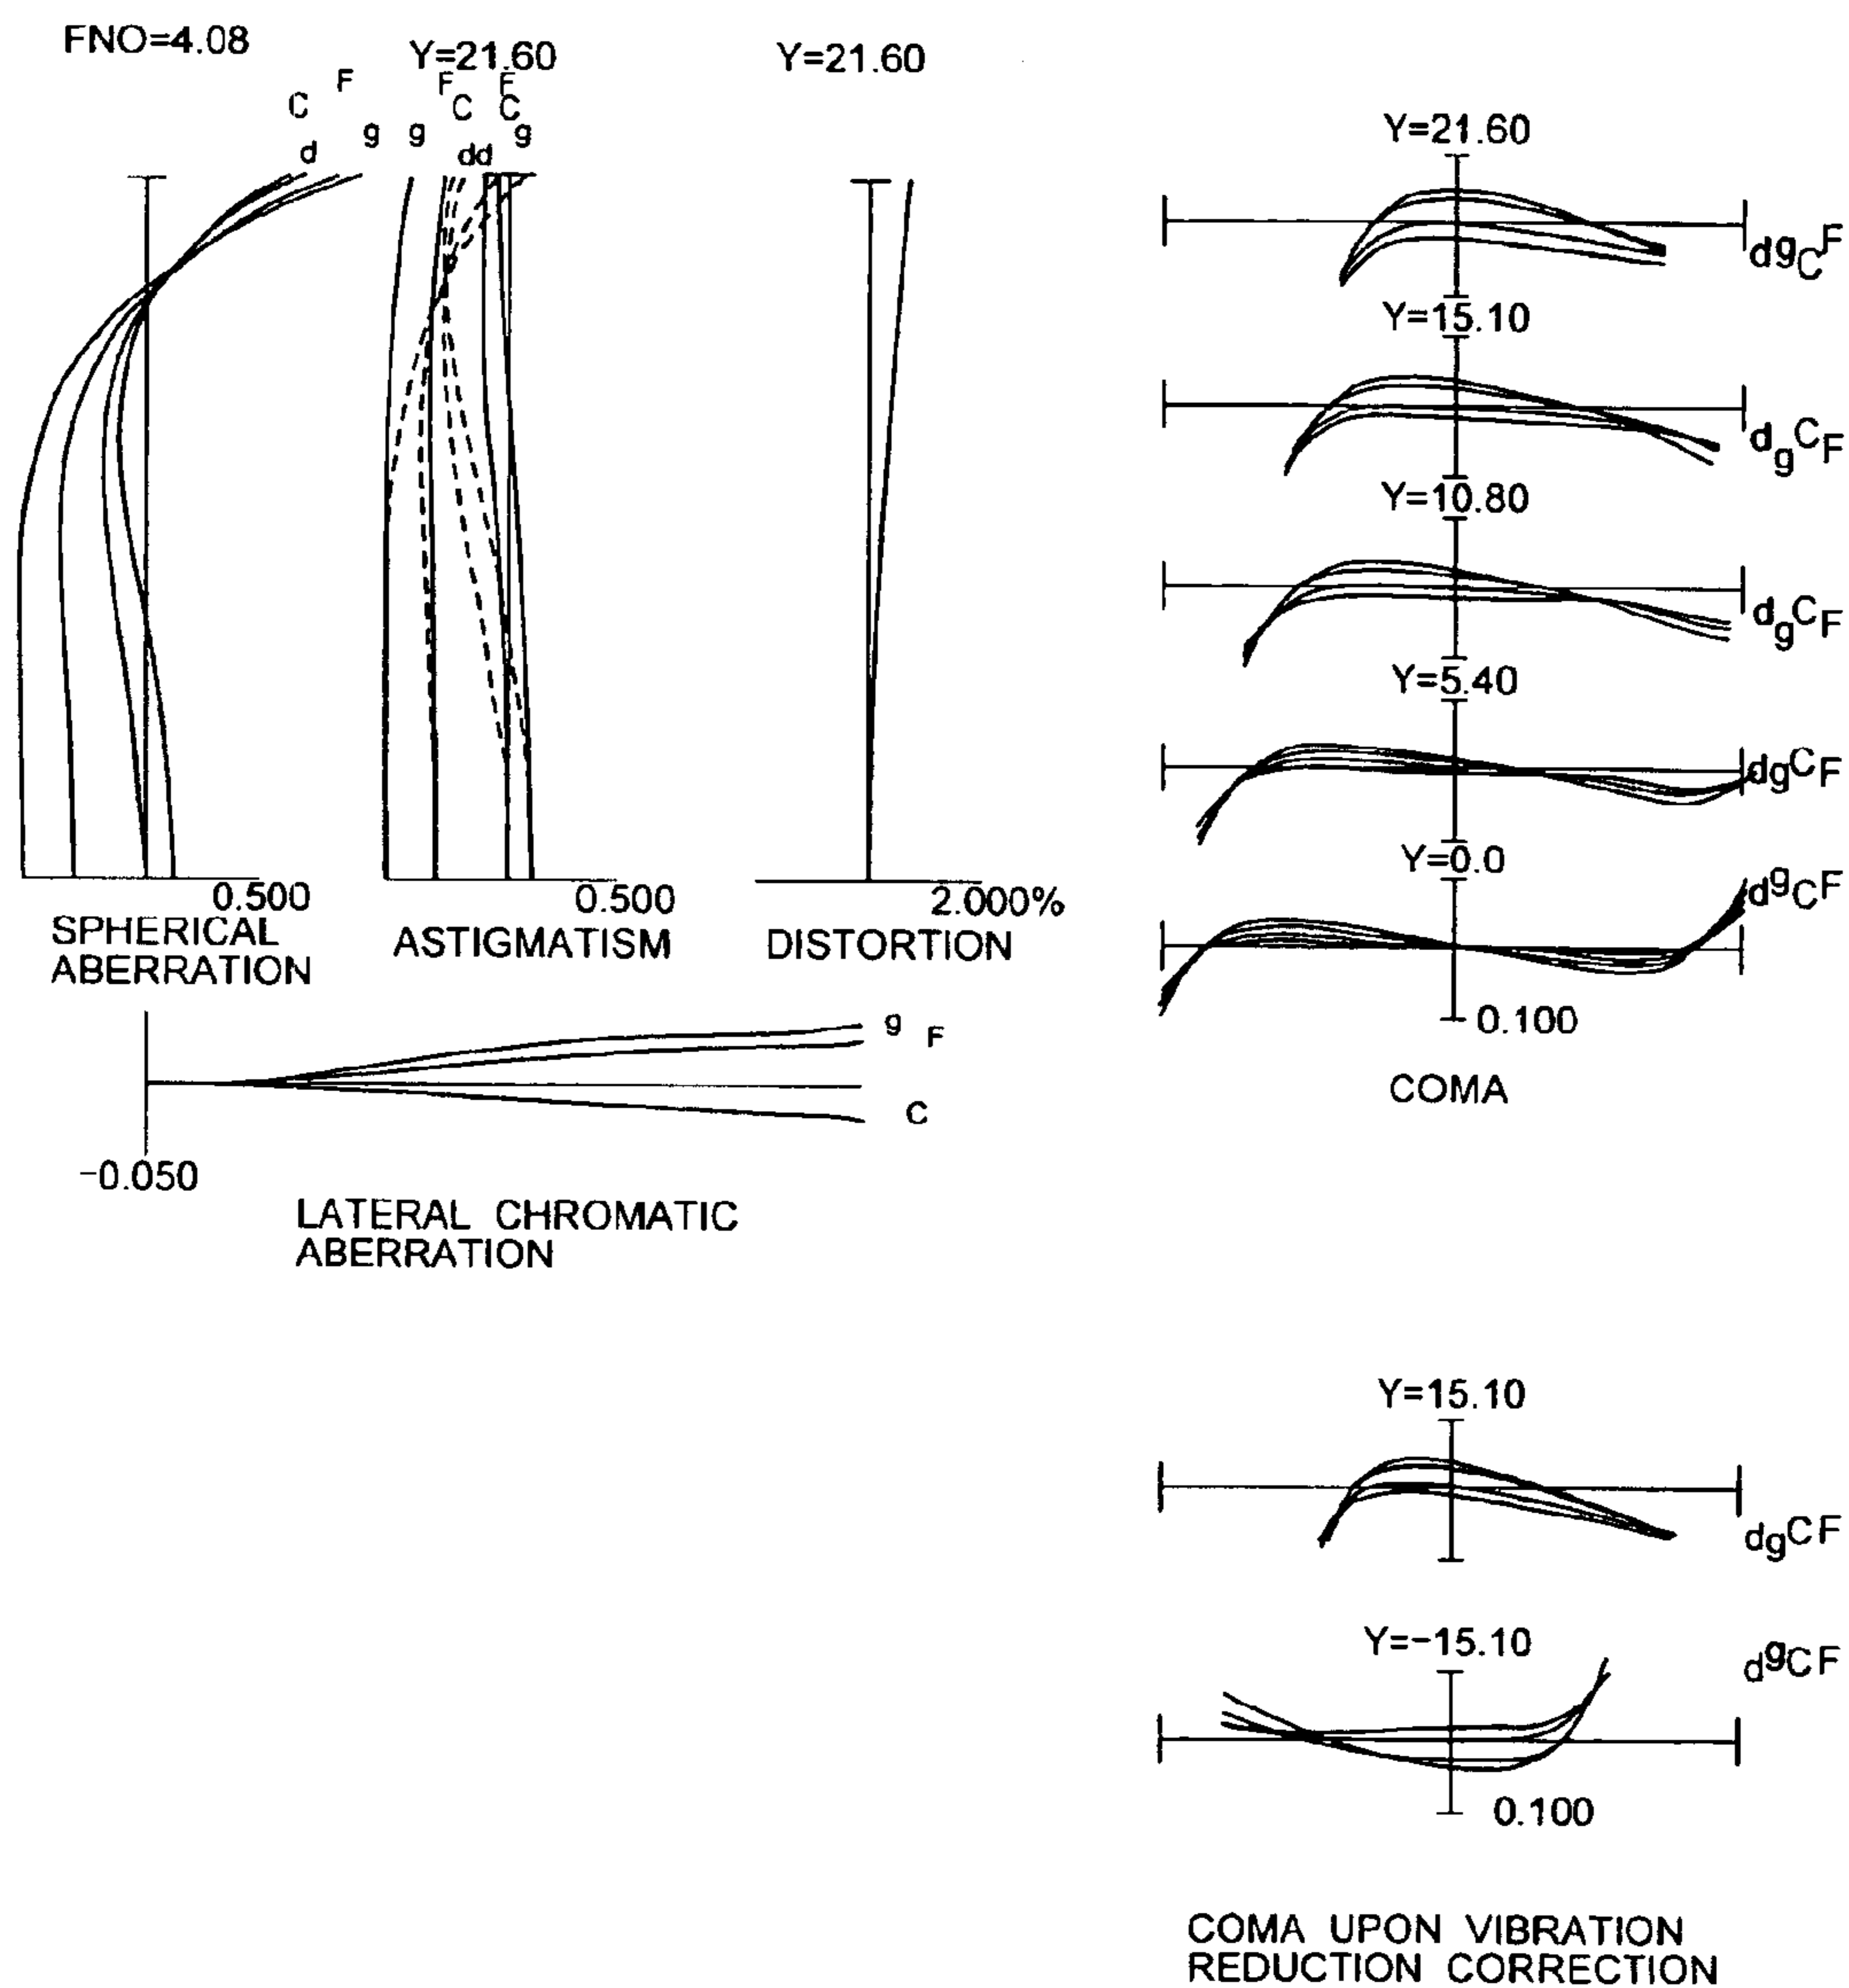 FNO=4.08
Y=21.60
Y=21.60
C F
d g
g F C F C g
dd
0.500
SPHERICAL
ABERRATION
0.500
ASTIGMATISM
2.000%
DISTORTION
g F
C
-0.050
LATERAL CHROMATIC
ABERRATION
Y=21.60
dgCF
Y=15.10
dgCF
Y=10.80
dgCF
Y=5.40
dgCF
Y=0.0
dgCF
0.100
COMA
Y=15.10
dgCF
Y=-15.10
dgCF
0.100
COMA UPON VIBRATION
REDUCTION CORRECTION